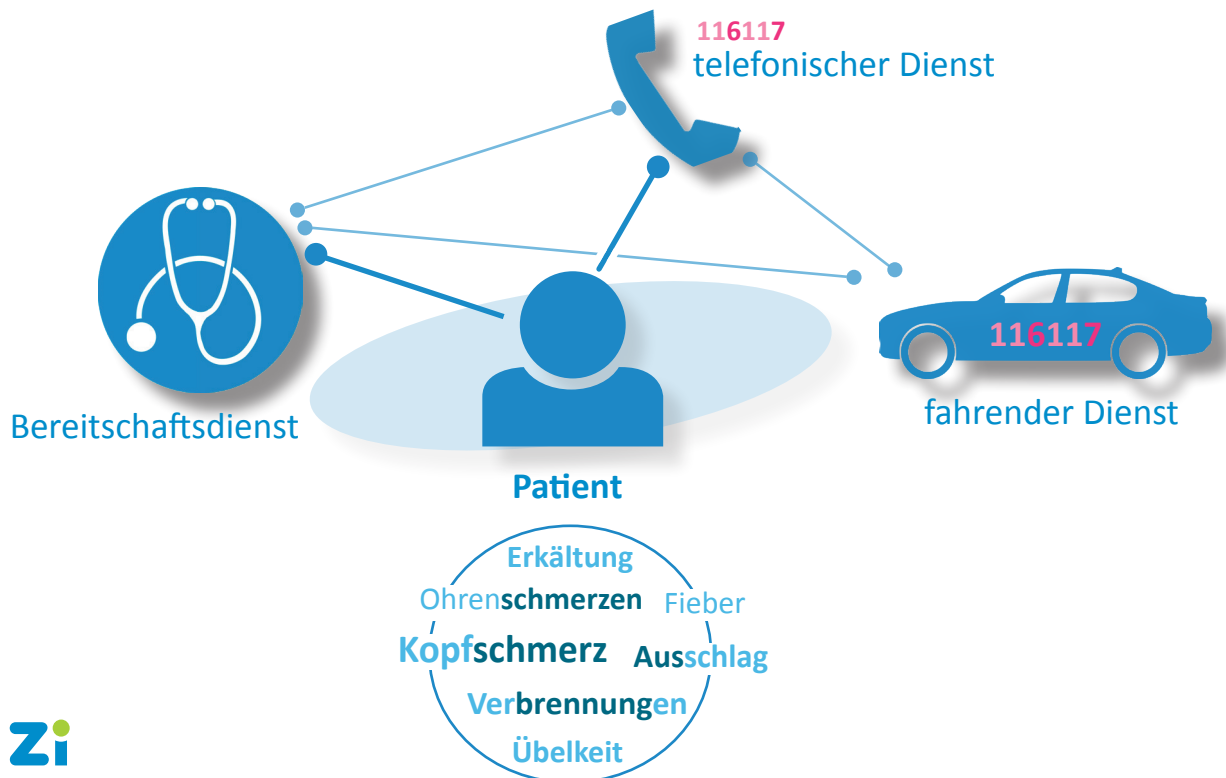 116117
telefonischer Dienst
116117
Bereitschaftsdienst
fahrender Dienst
Patient
Erkältung
Ohrenschmerzen Fieber
Kopfschmerz Ausschlag
Verbrennungen
Übelkeit
Zi